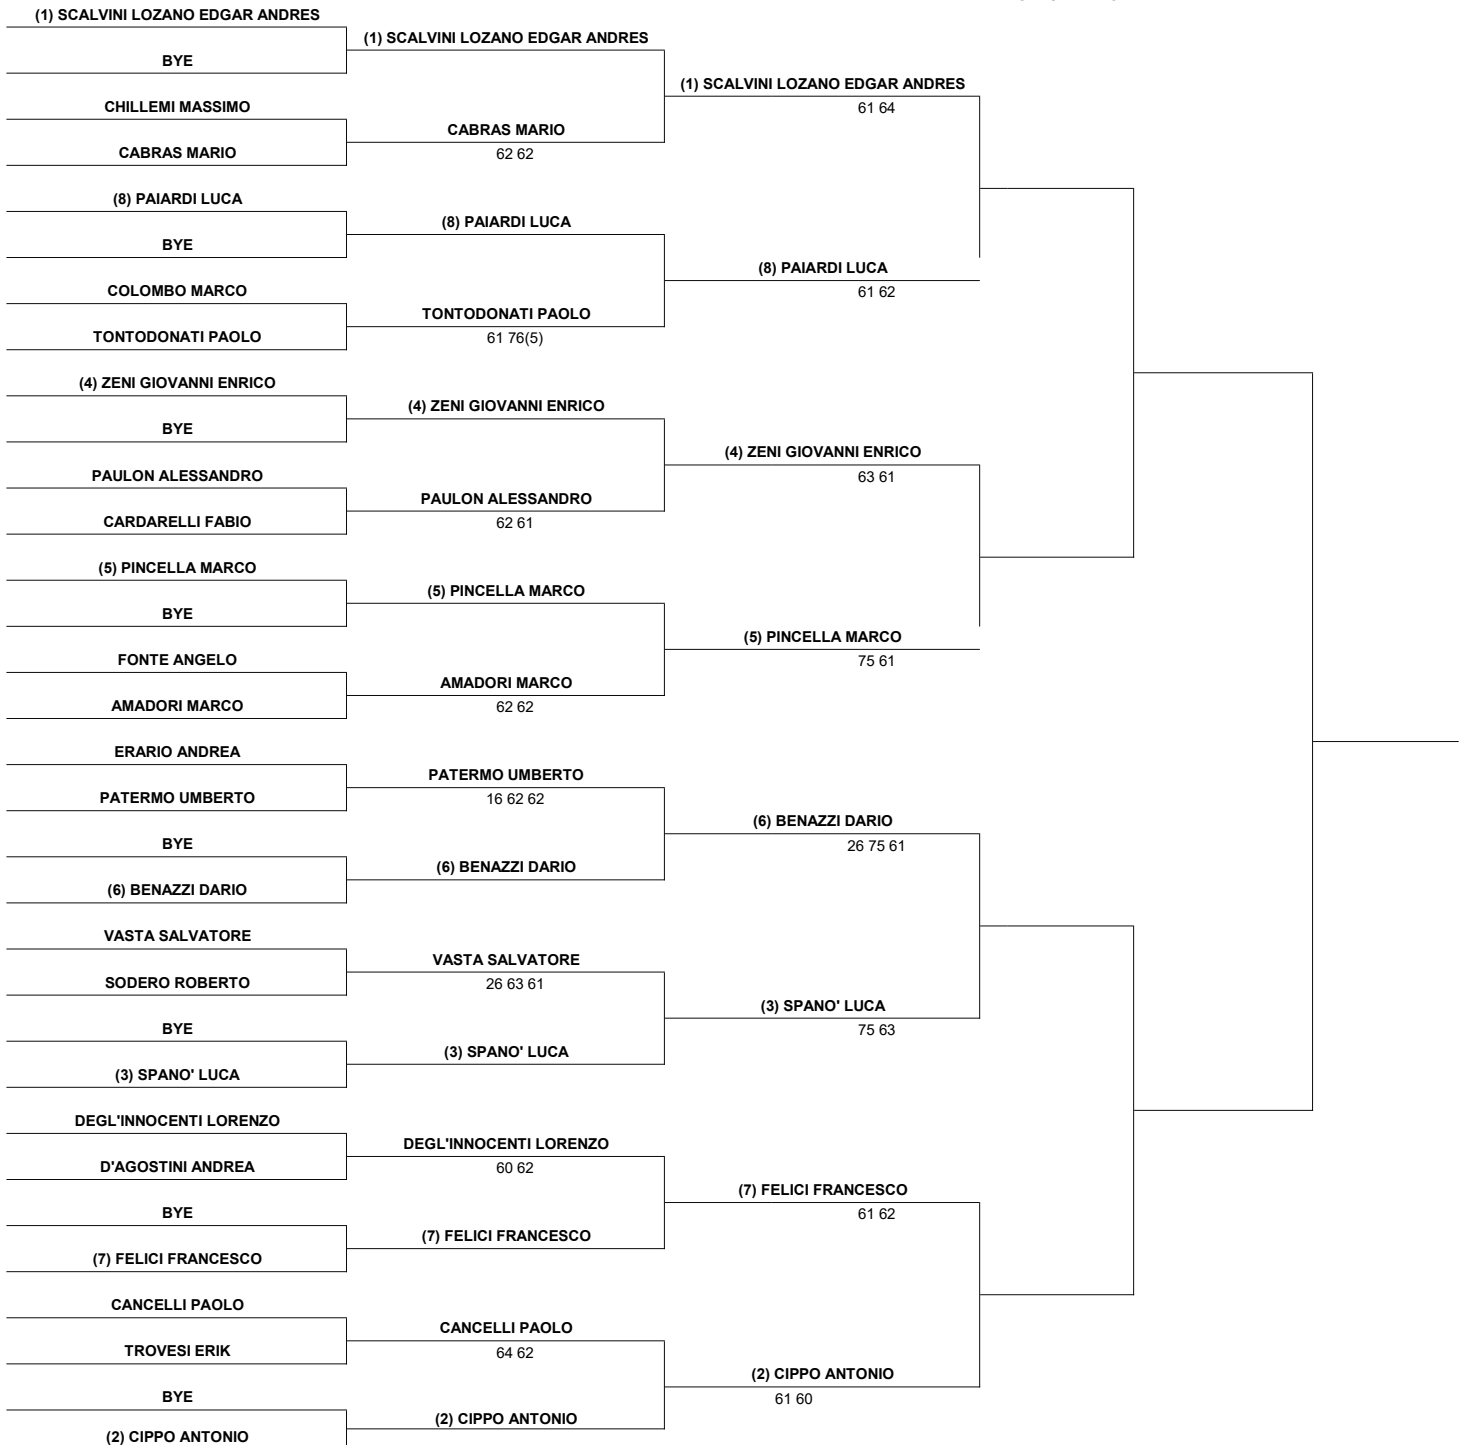 (1) SCALVINI LOZANO EDGAR ANDRES
BYE
CHILLEMI MASSIMO
CABRAS MARIO
(8) PAIARDI LUCA
BYE
COLOMBO MARCO
TONTODONATI PAOLO
(4) ZENI GIOVANNI ENRICO
BYE
PAULON ALESSANDRO
CARDARELLI FABIO
(5) PINCELLA MARCO
BYE
FONTE ANGELO
AMADORI MARCO
ERARIO ANDREA
PATERMO UMBERTO
BYE
(6) BENAZZI DARIO
VASTA SALVATORE
SODERO ROBERTO
BYE
(3) SPANO' LUCA
DEGL'INNOCENTI LORENZO
D'AGOSTINI ANDREA
BYE
(7) FELICI FRANCESCO
CANCELLI PAOLO
TROVESI ERIK
BYE
(2) CIPPO ANTONIO
(1) SCALVINI LOZANO EDGAR ANDRES
CABRAS MARIO
62 62
(8) PAIARDI LUCA
TONTODONATI PAOLO
61 76(5)
(4) ZENI GIOVANNI ENRICO
PAULON ALESSANDRO
62 61
(5) PINCELLA MARCO
AMADORI MARCO
62 62
PATERMO UMBERTO
16 62 62
(6) BENAZZI DARIO
VASTA SALVATORE
26 63 61
(3) SPANO' LUCA
DEGL'INNOCENTI LORENZO
60 62
(7) FELICI FRANCESCO
CANCELLI PAOLO
64 62
(2) CIPPO ANTONIO
(1) SCALVINI LOZANO EDGAR ANDRES
61 64
(8) PAIARDI LUCA
61 62
(4) ZENI GIOVANNI ENRICO
63 61
(5) PINCELLA MARCO
75 61
(6) BENAZZI DARIO
26 75 61
(3) SPANO' LUCA
75 63
(7) FELICI FRANCESCO
61 62
(2) CIPPO ANTONIO
61 60